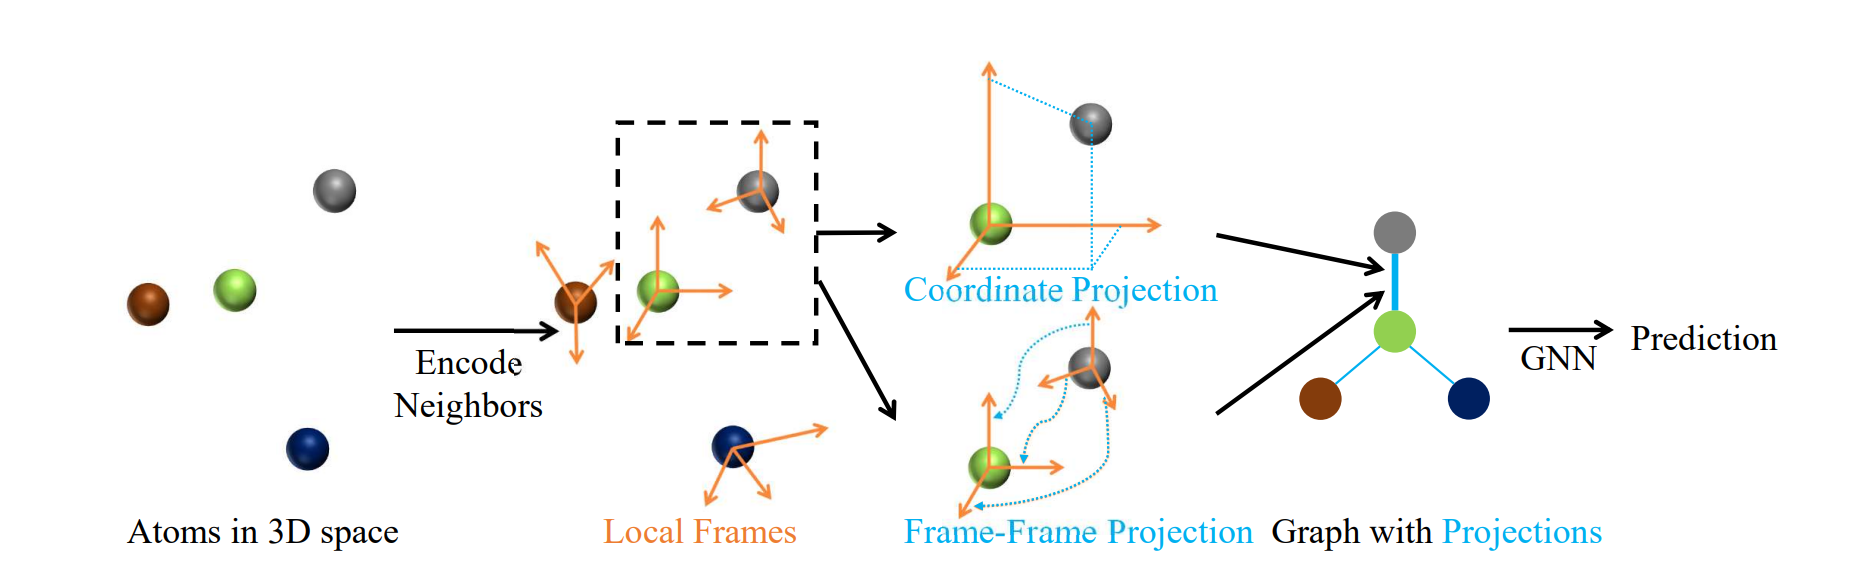 Encode
Neighbors
Coordinate Projection
GNN
Prediction
Atoms in 3D space
Local Frames
Frame-Frame Projection
Graph with Projections